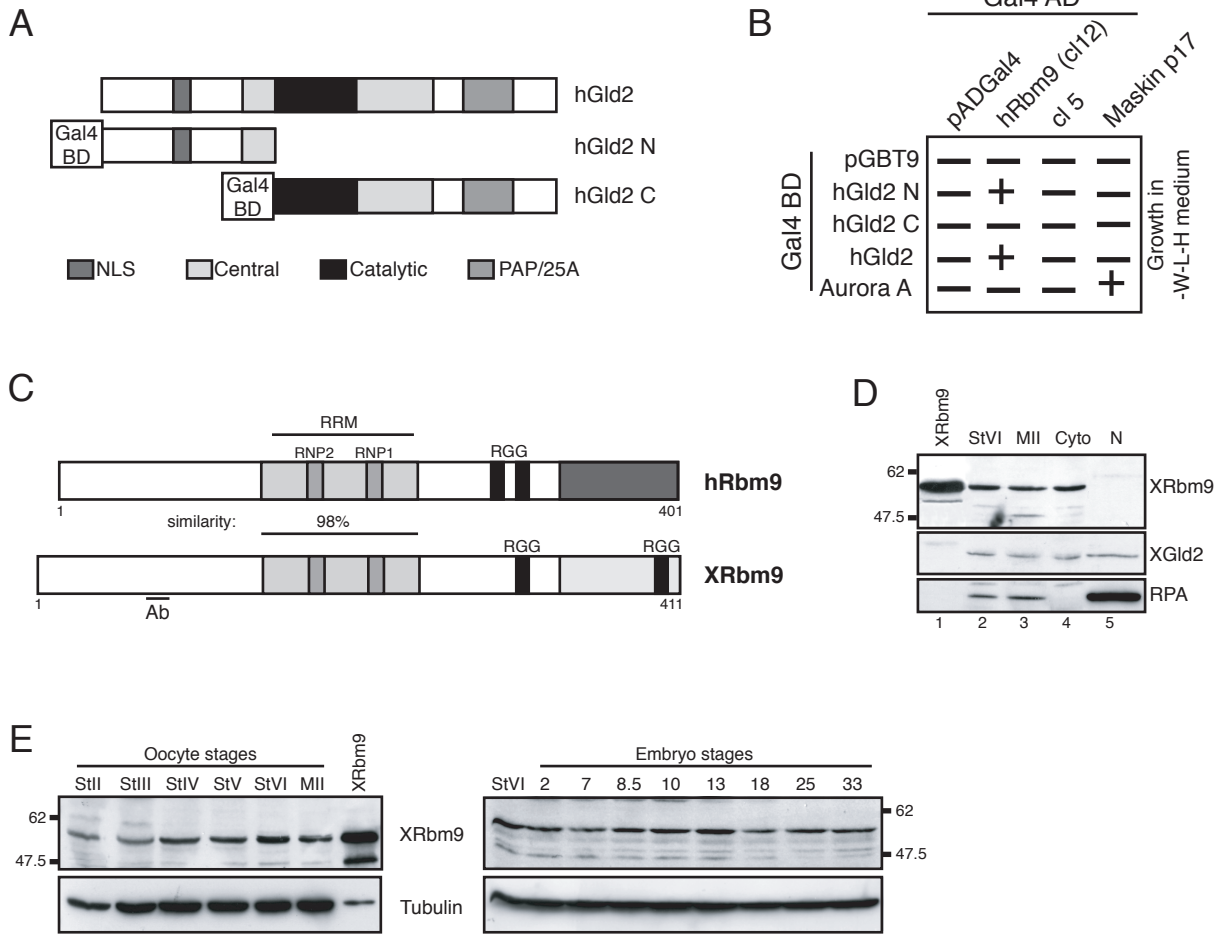 A
hGld2
Gal4
BD
hGld2 N
Gal4
BD
hGld2 C
NLS Central Catalytic PAP/25A
B
Gal4 AD
pADGal4 hRbm9 (cl12) cl 5 Maskin p17
Gal4 BD
pGBT9 — — — —
hGld2 N — + — —
hGld2 C — — — —
hGld2 — + — —
Aurora A — — — +
Growth in
-W-L-H medium
C
RRM
RNP2 RNP1 RGG
hRbm9
1 401
similarity: 98%
RGG RGG
XRbm9
1 411
Ab
D
XRbm9 StVI MII Cyto N
62
XRbm9
47.5
XGld2
RPA
1 2 3 4 5
E
Oocyte stages
StII StIII StIV StV StVI MII XRbm9
62
XRbm9
47.5
Tubulin
Embryo stages
StVI 2 7 8.5 10 13 18 25 33
62
47.5